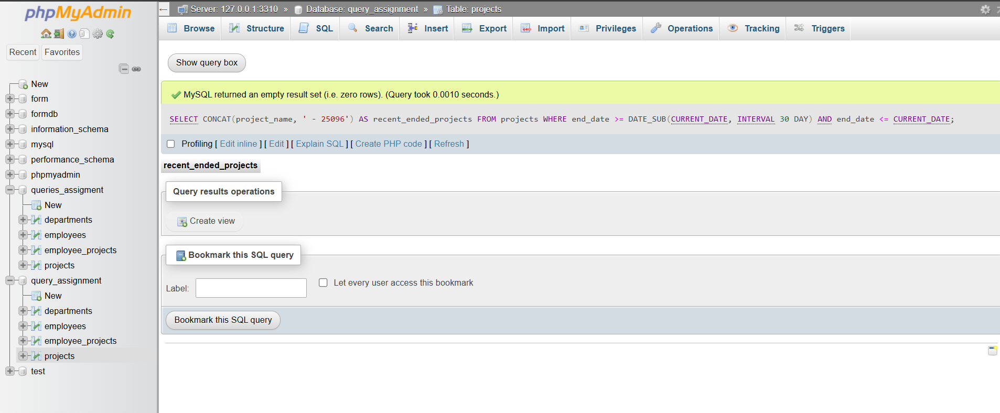 phpMyAdmin
Recent Favorites
New
form
formdb
information_schema
mysql
performance_schema
phpmyadmin
queries_assigment
New
departments
employees
employee_projects
projects
query_assignment
New
departments
employees
employee_projects
projects
test
Server: 127.0.0.1:3310 » Database: query_assignment » Table: projects
Browse Structure SQL Search Insert Export Import Privileges Operations Tracking Triggers
Show query box
MySQL returned an empty result set (i.e. zero rows). (Query took 0.0010 seconds.)
SELECT CONCAT(project_name, ' - 25096') AS recent_ended_projects FROM projects WHERE end_date >= DATE_SUB(CURRENT_DATE, INTERVAL 30 DAY) AND end_date <= CURRENT_DATE;
Profiling [ Edit inline ] [ Edit ] [ Explain SQL ] [ Create PHP code ] [ Refresh ]
recent_ended_projects
Query results operations
Create view
Bookmark this SQL query
Label:
Let every user access this bookmark
Bookmark this SQL query